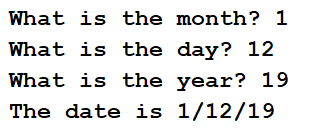 What is the month? 1
What is the day? 12
What is the year? 19
The date is 1/12/19